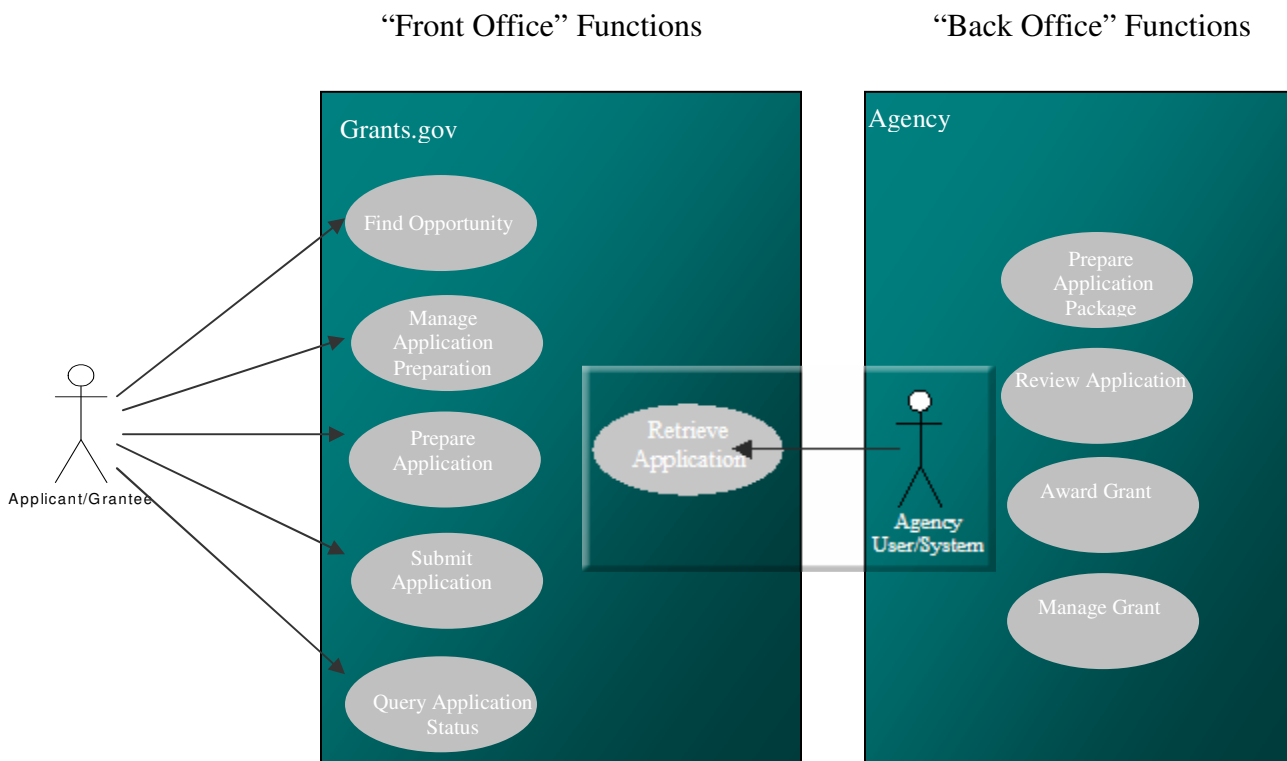 “Front Office” Functions
“Back Office” Functions
Grants.gov
Find Opportunity
Manage
Application
Preparation
Prepare
Application
Submit
Application
Query Application
Status
Applicant/Grantee
Retrieve
Application
Agency
Prepare
Application
Package
Review Application
Award Grant
Manage Grant
Agency
User/System